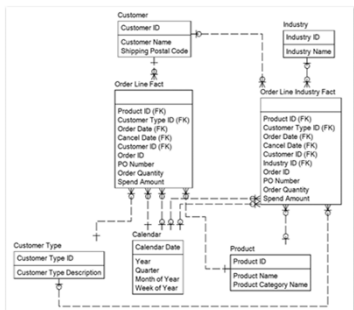 Customer
Customer ID
Customer Name
Shipping Postal Code
Industry
Industry ID
Industry Name
Order Line Fact
Product ID (FK)
Customer Type ID (FK)
Order Date (FK)
Cancel Date (FK)
Customer ID (FK)
Order ID
PO Number
Order Quantity
Spend Amount
Order Line Industry Fact
Product ID (FK)
Customer Type ID (FK)
Order Date (FK)
Cancel Date (FK)
Customer ID (FK)
Industry ID (FK)
Order ID
PO Number
Order Quantity
Spend Amount
Customer Type
Customer Type ID
Customer Type Description
Calendar
Calendar Date
Year
Quarter
Month of Year
Week of Year
Product
Product ID
Product Name
Product Category Name